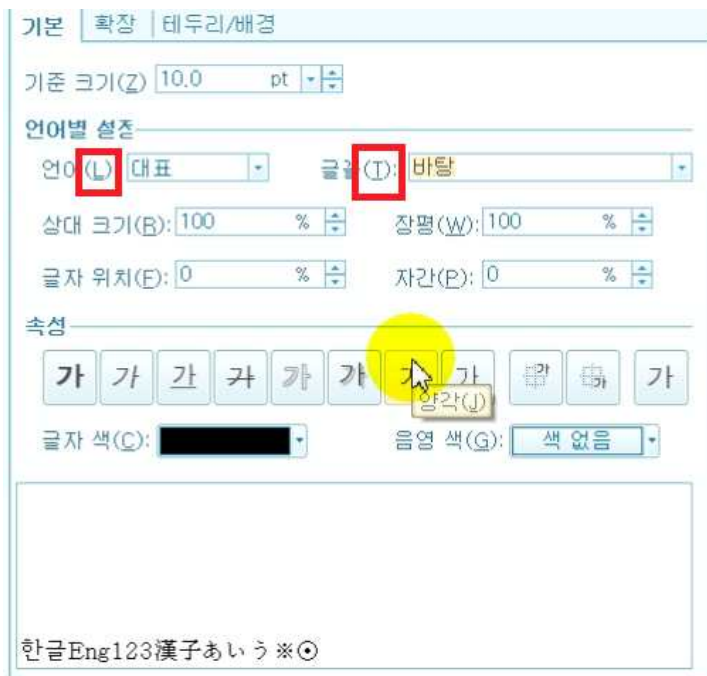 기본 확장 테두리/배경
기준 크기(Z) 10.0 pt
언어별 설정
언어(L) 대표 글꼴(T): 바탕
상대 크기(R): 100 % 장평(W): 100 %
글자 위치(E): 0 % 자간(P): 0 %
속성
가 가 가 가 가 가 가 가 가 가 가
양각(J)
글자 색(C): 음영 색(G): 색 없음
한글Eng123漢子あいう※⊙